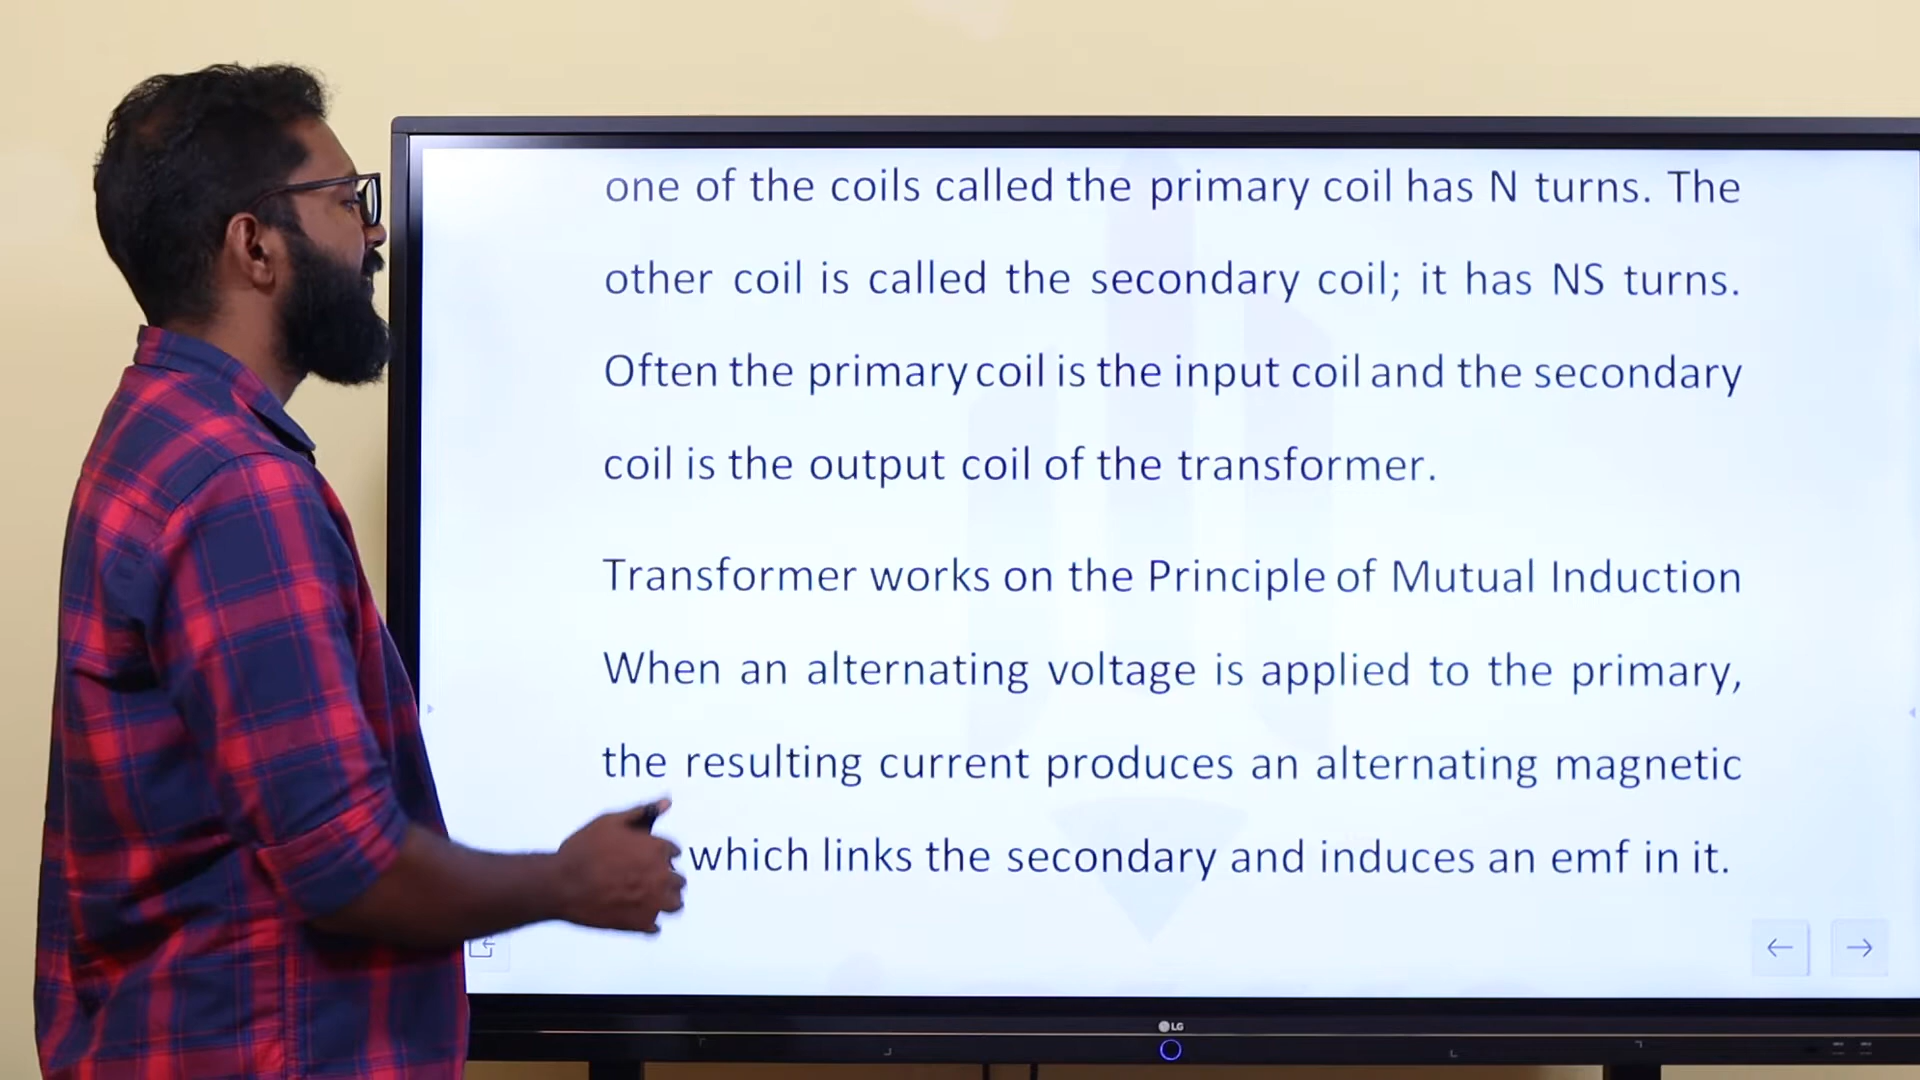 one of the coils called the primary coil has N turns. The
other coil is called the secondary coil; it has NS turns.
Often the primary coil is the input coil and the secondary
coil is the output coil of the transformer.
Transformer works on the Principle of Mutual Induction
When an alternating voltage is applied to the primary,
the resulting current produces an alternating magnetic
which links the secondary and induces an emf in it.
LG